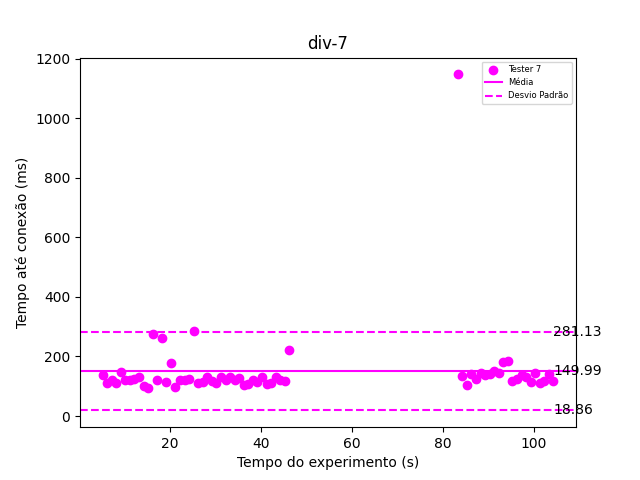 div-7
1200
1000
800
600
400
200
0
Tempo até conexão (ms)
Tester 7
Média
Desvio Padrão
281.13
149.99
18.86
20
40
60
80
100
Tempo do experimento (s)